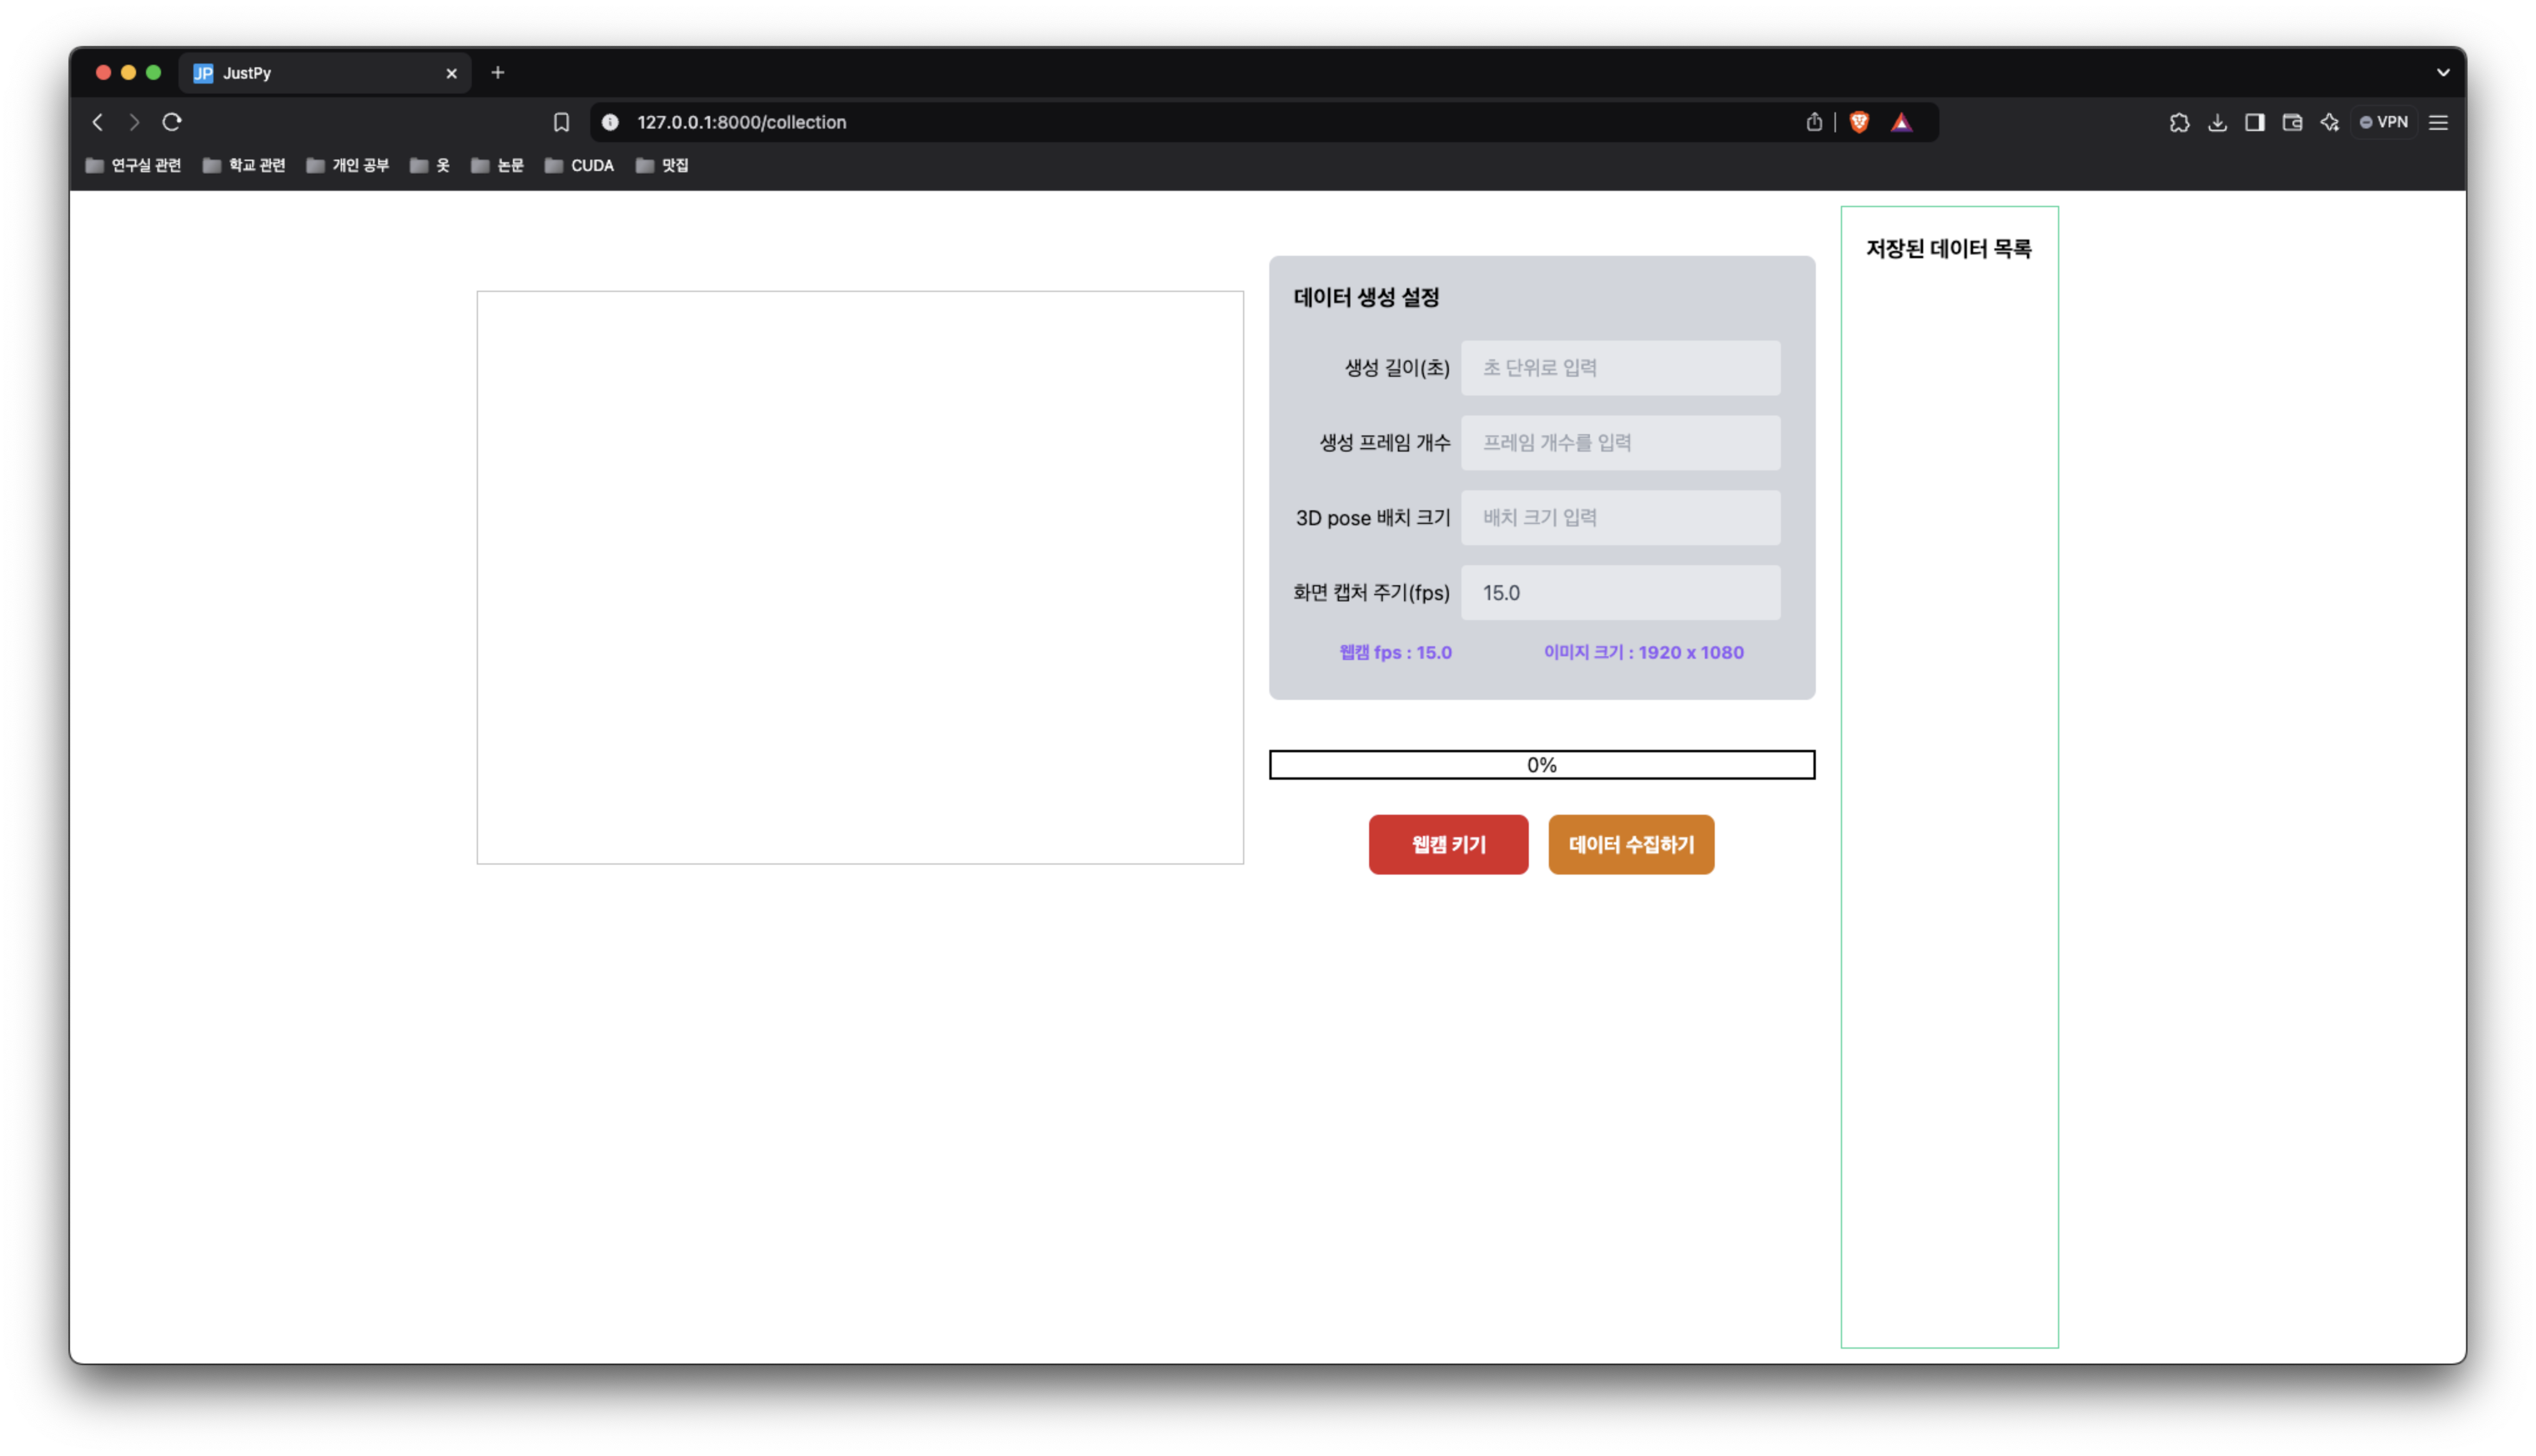 JP JustPy
127.0.0.1:8000/collection
VPN
연구실 관련 학교 관련 개인 공부 옷 논문 CUDA 맛집
데이터 생성 설정
생성 길이(초) 초 단위로 입력
생성 프레임 개수 프레임 개수를 입력
3D pose 배치 크기 배치 크기 입력
화면 캡처 주기(fps) 15.0
웹캠 fps : 15.0 이미지 크기 : 1920 x 1080
0%
웹캠 키기 데이터 수집하기
저장된 데이터 목록